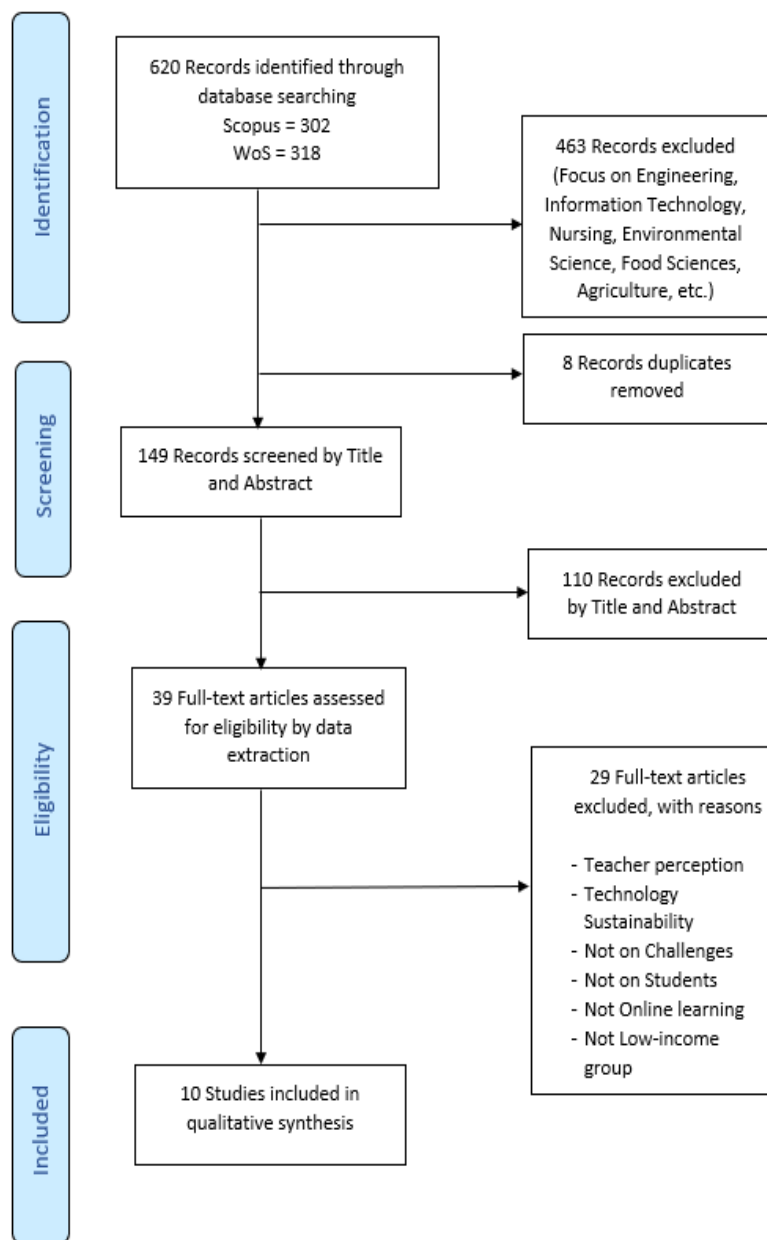 Identification
620 Records identified through
database searching
Scopus = 302
WoS = 318
463 Records excluded
(Focus on Engineering,
Information Technology,
Nursing, Environmental
Science, Food Sciences,
Agriculture, etc.)
8 Records duplicates
removed
Screening
149 Records screened by Title
and Abstract
110 Records excluded
by Title and Abstract
Eligibility
39 Full-text articles assessed
for eligibility by data
extraction
29 Full-text articles
excluded, with reasons
- Teacher perception
- Technology
Sustainability
- Not on Challenges
- Not on Students
- Not Online learning
- Not Low-income
group
Included
10 Studies included in
qualitative synthesis